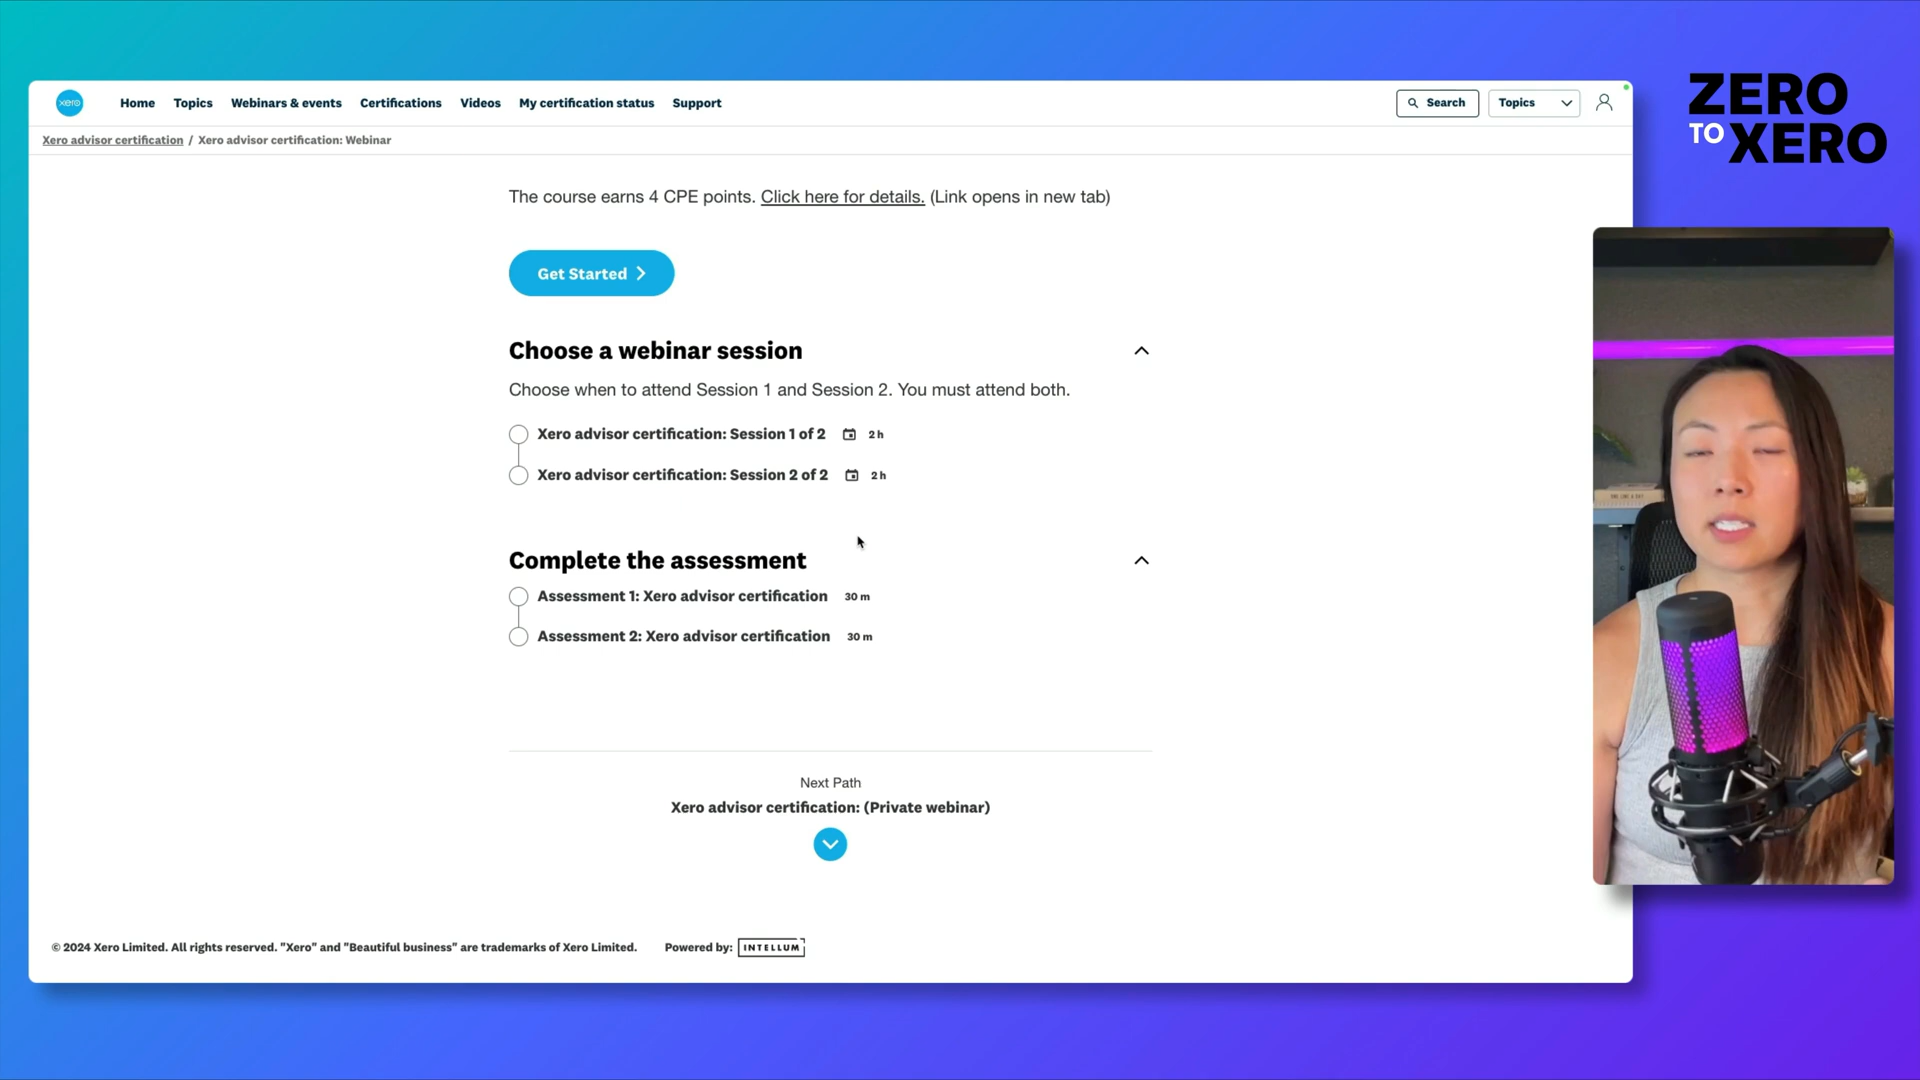 ZERO
TO XERO
xero
Home
Topics
Webinars & events
Certifications
Videos
My certification status
Support
Search
Topics
Xero advisor certification / Xero advisor certification: Webinar
The course earns 4 CPE points. Click here for details. (Link opens in new tab)
Get Started
Choose a webinar session
Choose when to attend Session 1 and Session 2. You must attend both.
Xero advisor certification: Session 1 of 2 2 h
Xero advisor certification: Session 2 of 2 2 h
Complete the assessment
Assessment 1: Xero advisor certification 30 m
Assessment 2: Xero advisor certification 30 m
Next Path
Xero advisor certification: (Private webinar)
© 2024 Xero Limited. All rights reserved. "Xero" and "Beautiful business" are trademarks of Xero Limited.
Powered by: INTELLUM